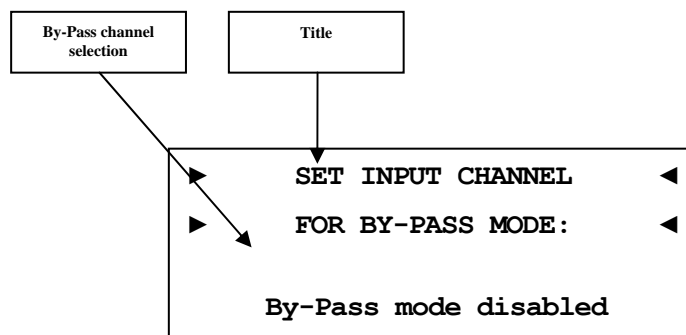 By-Pass channel
selection
Title
► SET INPUT CHANNEL ◄
► FOR BY-PASS MODE: ◄
By-Pass mode disabled